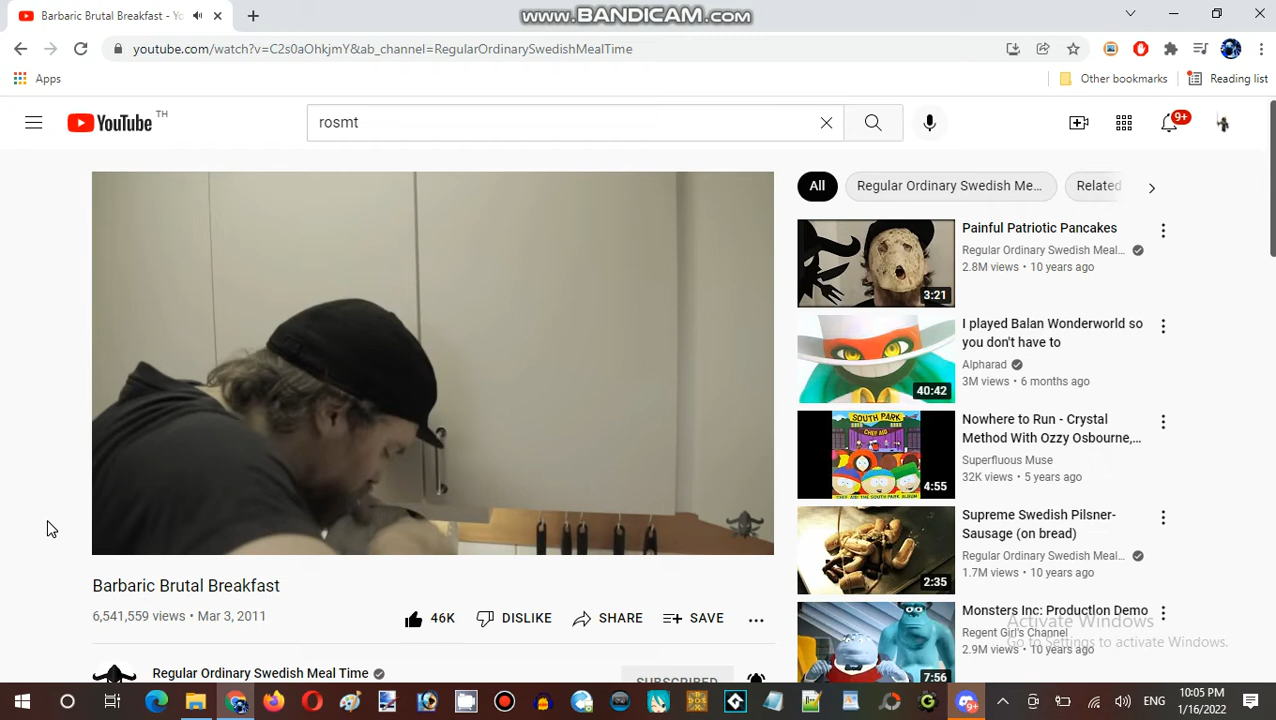 www.BANDICAM.com
Barbaric Brutal Breakfast - Yo
youtube.com/watch?v=C2s0aOhkjmY&ab_channel=RegularOrdinarySwedishMealTime
Apps
Other bookmarks
Reading list
YouTube TH
rosmt
9+
All
Regular Ordinary Swedish Me...
Related
Painful Patriotic Pancakes
Regular Ordinary Swedish Meal...
2.8M views • 10 years ago
3:21
I played Balan Wonderworld so
you don't have to
Alpharad
3M views • 6 months ago
40:42
SOUTH PARK
CHEF AID
Nowhere to Run - Crystal
Method With Ozzy Osbourne,...
Superfluous Muse
32K views • 5 years ago
4:55
Supreme Swedish Pilsner-
Sausage (on bread)
Regular Ordinary Swedish Meal...
1.7M views • 10 years ago
2:35
Monsters Inc: Production Demo
Regent Girl's Channel
2.9M views • 10 years ago
7:56
Barbaric Brutal Breakfast
6,541,559 views • Mar 3, 2011
46K
DISLIKE
SHARE
SAVE
...
Regular Ordinary Swedish Meal Time
SUBSCRIBED
Activate Windows
Go to Settings to activate Windows.
9+
ENG
10:05 PM
1/16/2022